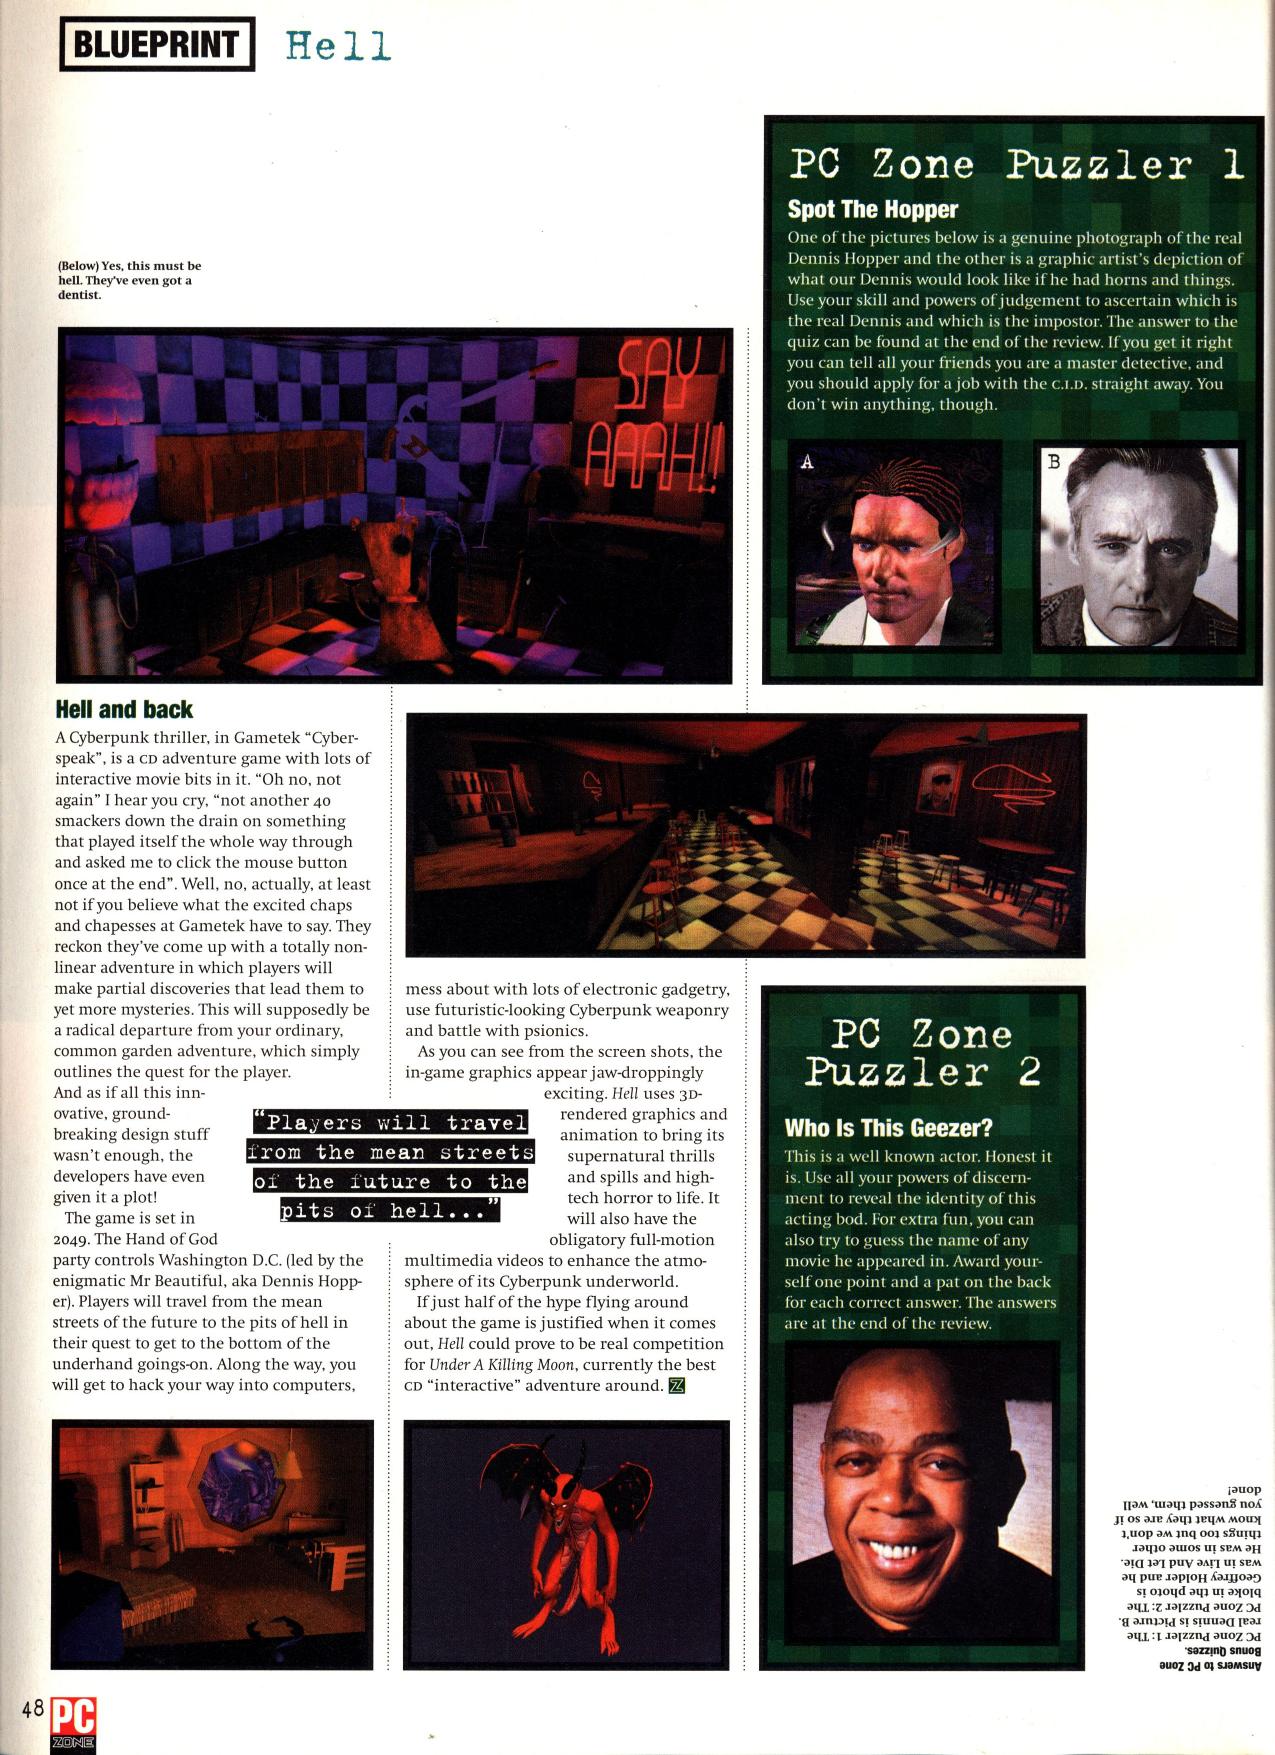 BLUEPRINT Hell
(Below) Yes, this must be
hell. They've even got a
dentist.
SAY
AAAH!!
PC Zone Puzzler 1
Spot The Hopper
One of the pictures below is a genuine photograph of the real
Dennis Hopper and the other is a graphic artist's depiction of
what our Dennis would look like if he had horns and things.
Use your skill and powers of judgement to ascertain which is
the real Dennis and which is the impostor. The answer to the
quiz can be found at the end of the review. If you get it right
you can tell all your friends you are a master detective, and
you should apply for a job with the C.I.D. straight away. You
don't win anything, though.
A
B
Hell and back
A Cyberpunk thriller, in Gametek “Cyber-
speak”, is a CD adventure game with lots of
interactive movie bits in it. “Oh no, not
again” I hear you cry, “not another 40
smackers down the drain on something
that played itself the whole way through
and asked me to click the mouse button
once at the end”. Well, no, actually, at least
not if you believe what the excited chaps
and chapesses at Gametek have to say. They
reckon they've come up with a totally non-
linear adventure in which players will
make partial discoveries that lead them to
yet more mysteries. This will supposedly be
a radical departure from your ordinary,
common garden adventure, which simply
outlines the quest for the player.
And as if all this inn-
ovative, ground-
breaking design stuff
wasn't enough, the
developers have even
given it a plot!
The game is set in
2049. The Hand of God
party controls Washington D.C. (led by the
enigmatic Mr Beautiful, aka Dennis Hopp-
er). Players will travel from the mean
streets of the future to the pits of hell in
their quest to get to the bottom of the
underhand goings-on. Along the way, you
will get to hack your way into computers,
“Players will travel
from the mean streets
of the future to the
pits of hell...”
mess about with lots of electronic gadgetry,
use futuristic-looking Cyberpunk weaponry
and battle with psionics.
As you can see from the screen shots, the
in-game graphics appear jaw-droppingly
exciting. Hell uses 3D-
rendered graphics and
animation to bring its
supernatural thrills
and spills and high-
tech horror to life. It
will also have the
obligatory full-motion
multimedia videos to enhance the atmo-
sphere of its Cyberpunk underworld.
If just half of the hype flying around
about the game is justified when it comes
out, Hell could prove to be real competition
for Under A Killing Moon, currently the best
CD “interactive” adventure around. Z
PC Zone
Puzzler 2
Who Is This Geezer?
This is a well known actor. Honest it
is. Use all your powers of discern-
ment to reveal the identity of this
acting bod. For extra fun, you can
also try to guess the name of any
movie he appeared in. Award your-
self one point and a pat on the back
for each correct answer. The answers
are at the end of the review.
Answers to PC Zone
Bonus Quizzes.
PC Zone Puzzler 1: The
real Dennis is Picture B.
PC Zone Puzzler 2: The
bloke in the photo is
Geoffrey Holder and he
was in Live And Let Die.
He was in some other
things too but we don't
know what they are so if
you guessed them, well
done!
48 PC
ZONE